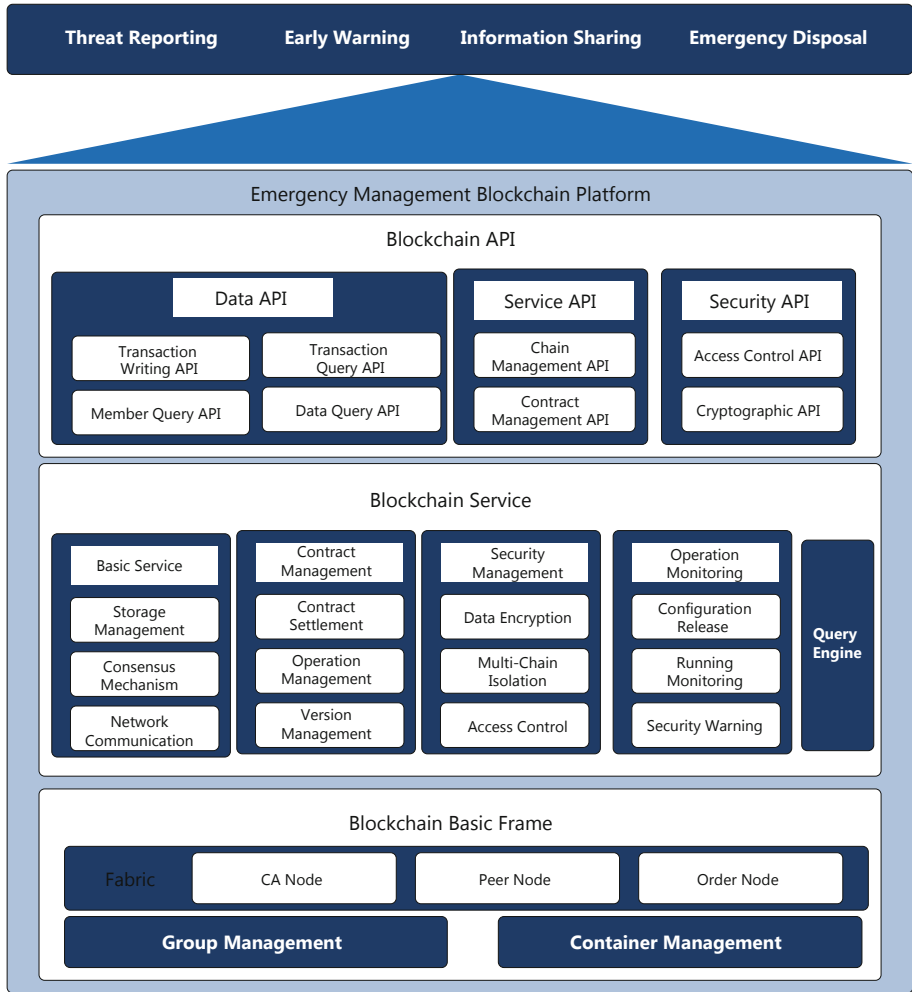 Threat Reporting
Early Warning
Information Sharing
Emergency Disposal
Emergency Management Blockchain Platform
Blockchain API
Data API
Transaction
Writing API
Transaction
Query API
Member Query API
Data Query API
Service API
Chain
Management API
Contract
Management API
Security API
Access Control API
Cryptographic API
Blockchain Service
Basic Service
Storage
Management
Consensus
Mechanism
Network
Communication
Contract
Management
Contract
Settlement
Operation
Management
Version
Management
Security
Management
Data Encryption
Multi-Chain
Isolation
Access Control
Operation
Monitoring
Configuration
Release
Running
Monitoring
Security Warning
Query
Engine
Blockchain Basic Frame
Fabric
CA Node
Peer Node
Order Node
Group Management
Container Management